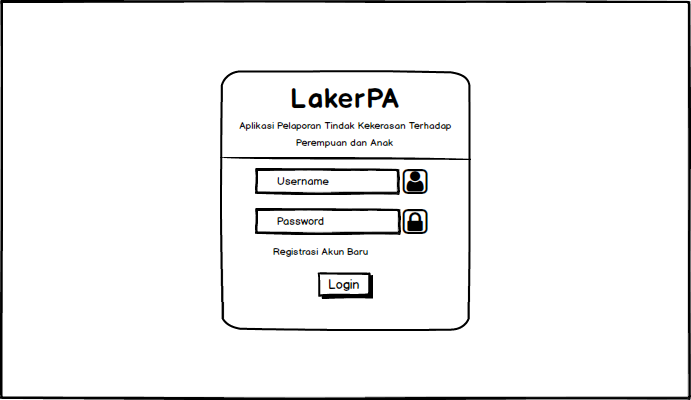 LakerPA
Aplikasi Pelaporan Tindak Kekerasan Terhadap
Perempuan dan Anak
Username
Password
Registrasi Akun Baru
Login